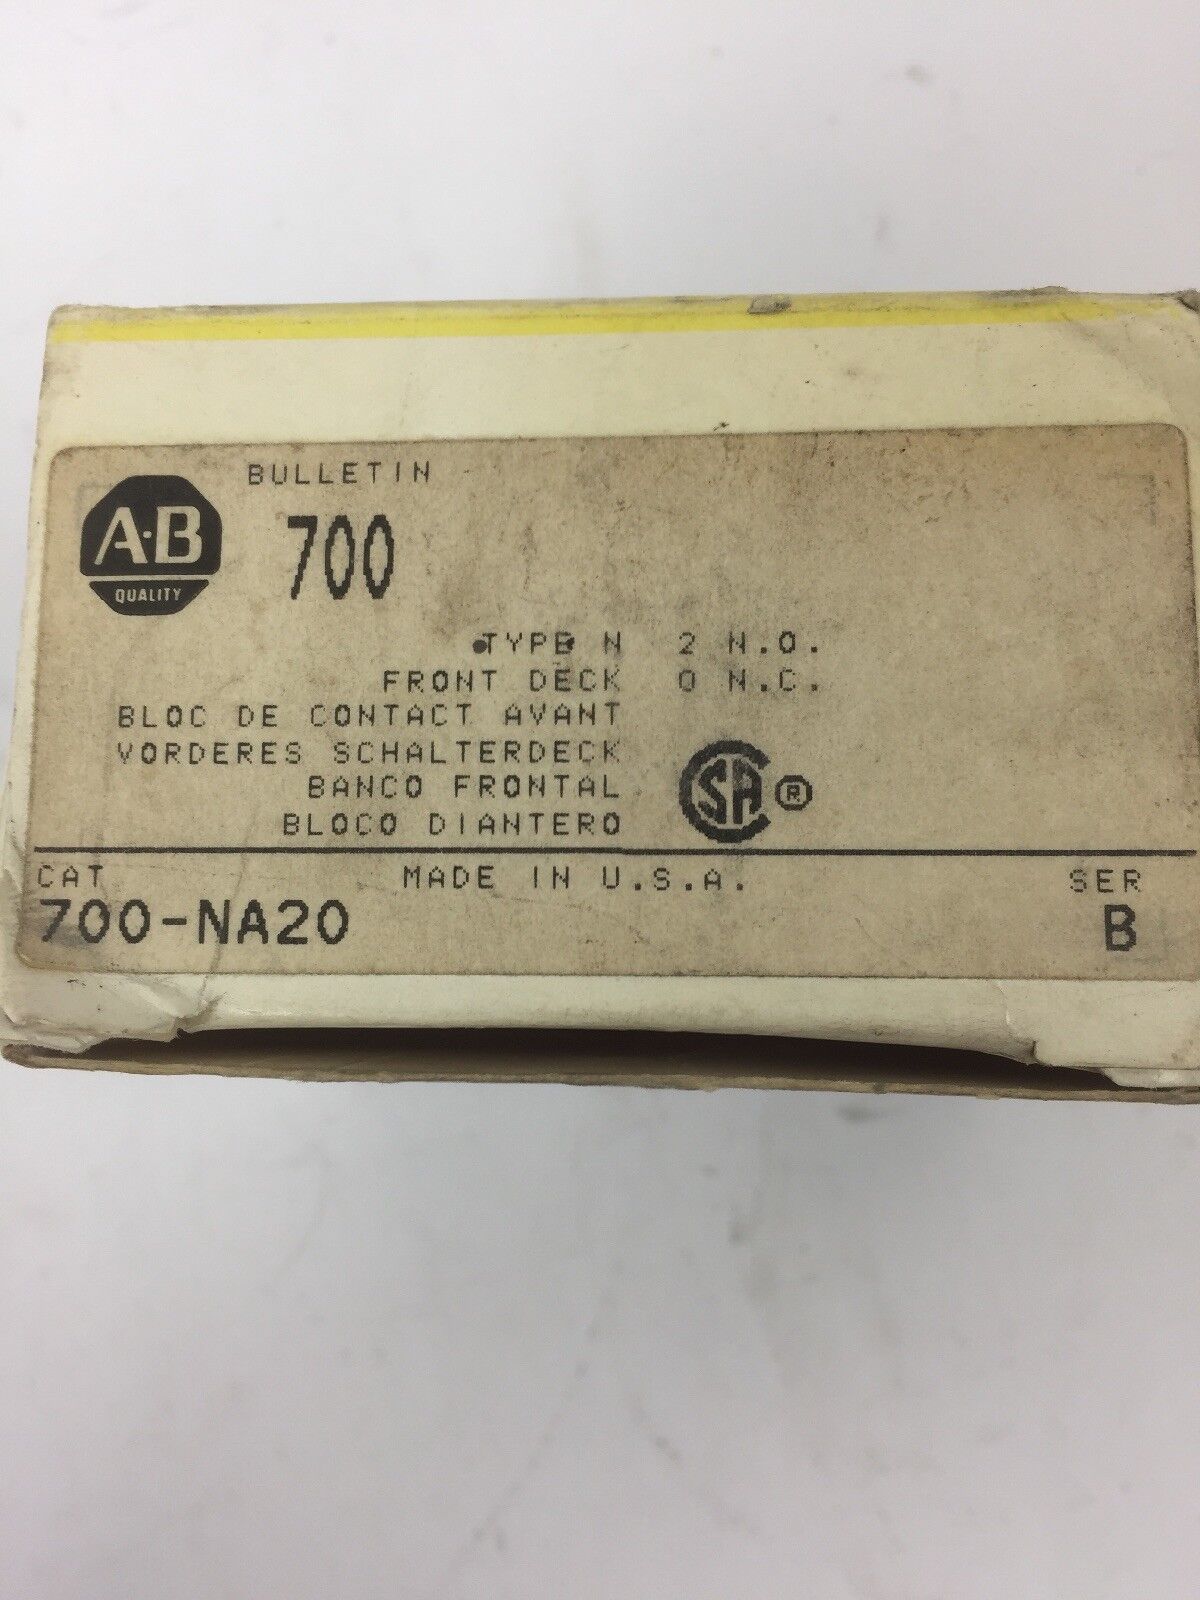 A·B
QUALITY
BULLETIN
700
TYPE N 2 N.O.
FRONT DECK 0 N.C.
BLOC DE CONTACT AVANT
VORDERES SCHALTERDECK
BANCO FRONTAL
BLOCO DIANTERO
SA ®
CAT MADE IN U.S.A. SER
700-NA20 B